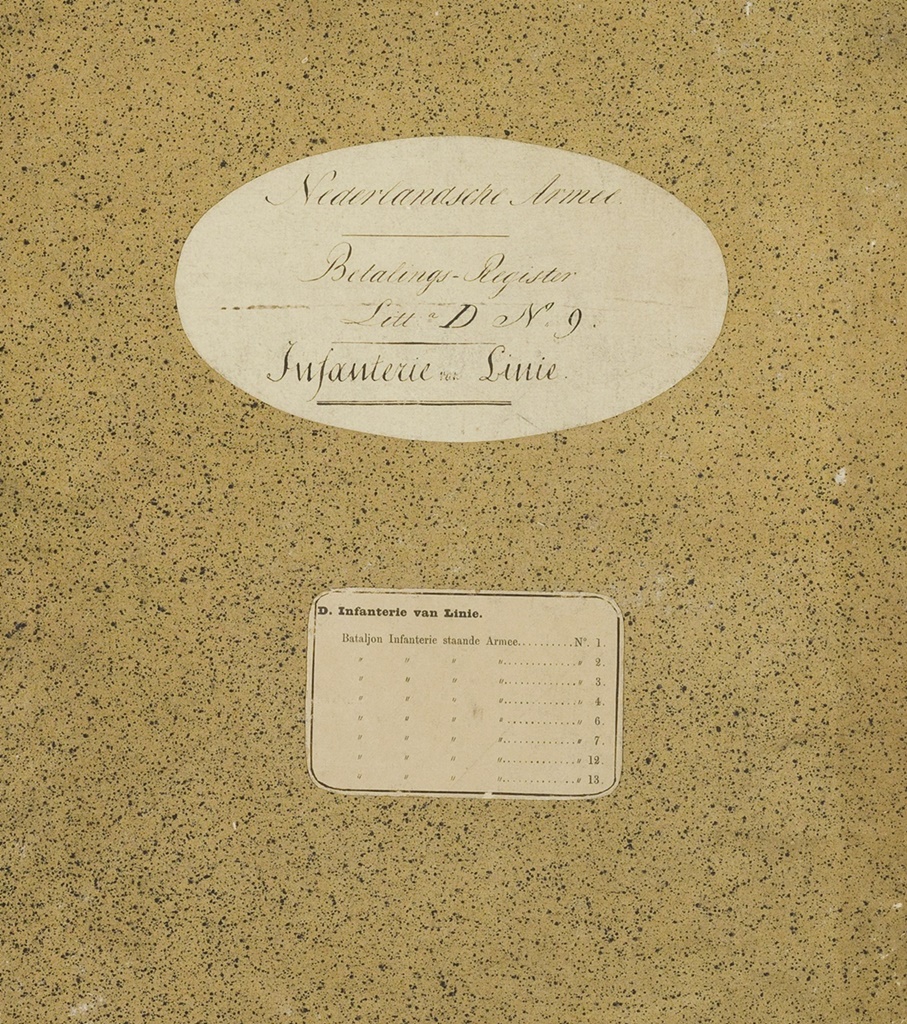 Nederlandsche Armee.
Betalings-Register
Litt a D No. 9.
Infanterie van Linie.
D. Infanterie van Linie.
Bataljon Infanterie staande Armee..........No. 1
" " " "............." 2.
" " " "............." 3.
" " " "............." 4.
" " " "............." 6.
" " " "............." 7.
" " " "............." 12.
" " " "............." 13.